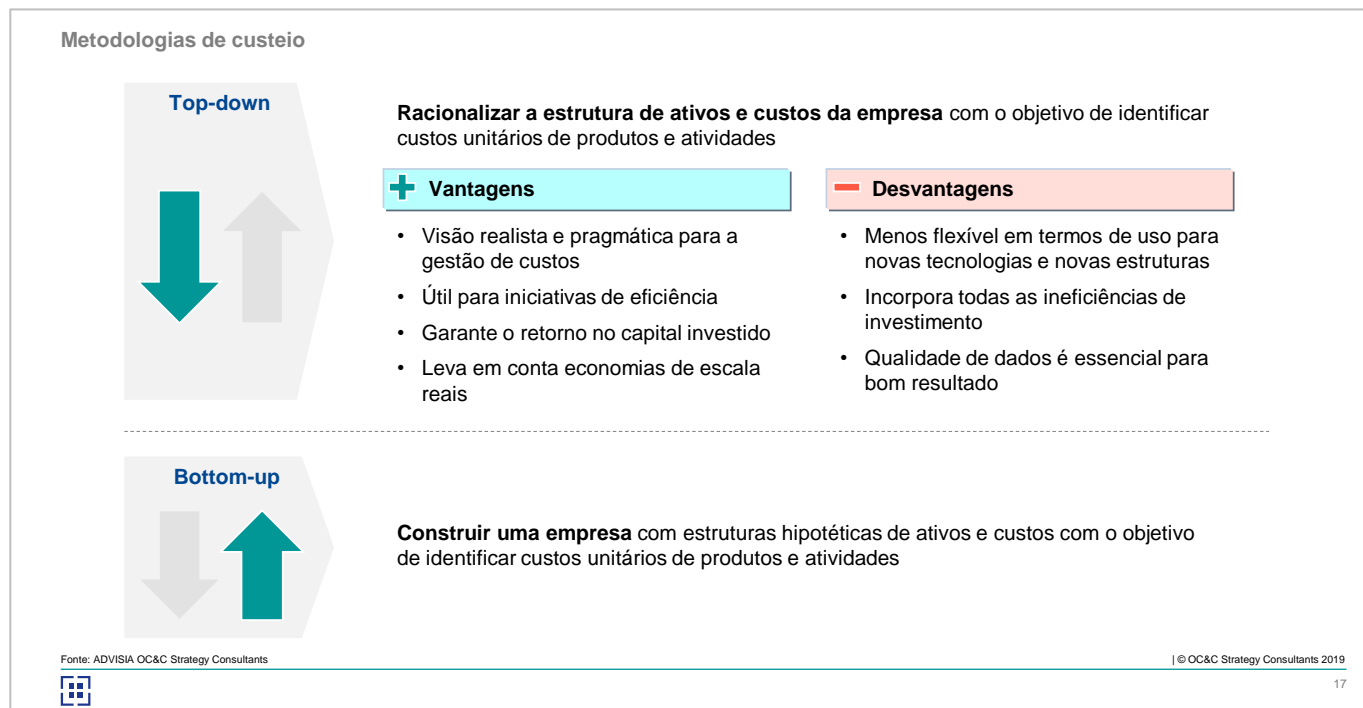 Metodologias de custeio
Top-down
Racionalizar a estrutura de ativos e custos da empresa com o objetivo de identificar
custos unitários de produtos e atividades
Vantagens
• Visão realista e pragmática para a
gestão de custos
• Útil para iniciativas de eficiência
• Garante o retorno no capital investido
• Leva em conta economias de escala
reais
Desvantagens
• Menos flexível em termos de uso para
novas tecnologias e novas estruturas
• Incorpora todas as ineficiências de
investimento
• Qualidade de dados é essencial para
bom resultado
Bottom-up
Construir uma empresa com estruturas hipotéticas de ativos e custos com o objetivo
de identificar custos unitários de produtos e atividades
Fonte: ADVISIA OC&C Strategy Consultants
| © OC&C Strategy Consultants 2019
17